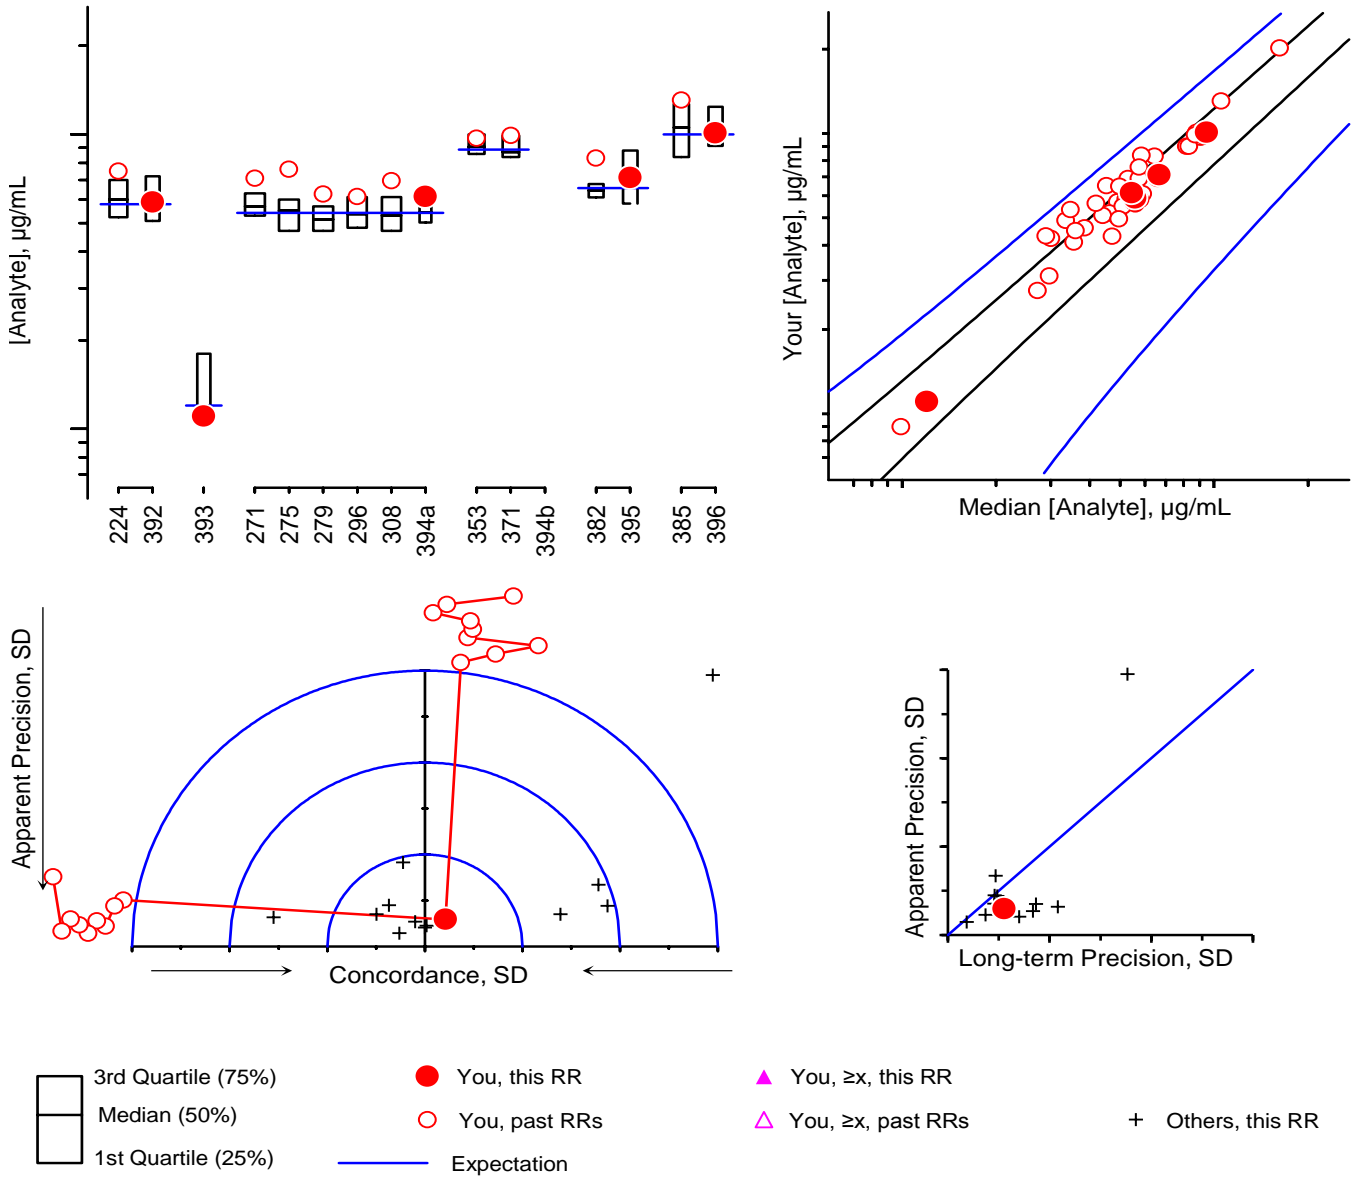 [Analyte], µg/mL
224
392
393
271
275
279
296
308
394a
353
371
394b
382
395
385
396
Your [Analyte], µg/mL
Median [Analyte], µg/mL
Apparent Precision, SD
Concordance, SD
Apparent Precision, SD
Long-term Precision, SD
3rd Quartile (75%)
Median (50%)
1st Quartile (25%)
You, this RR
You, past RRs
Expectation
You, ≥x, this RR
You, ≥x, past RRs
Others, this RR